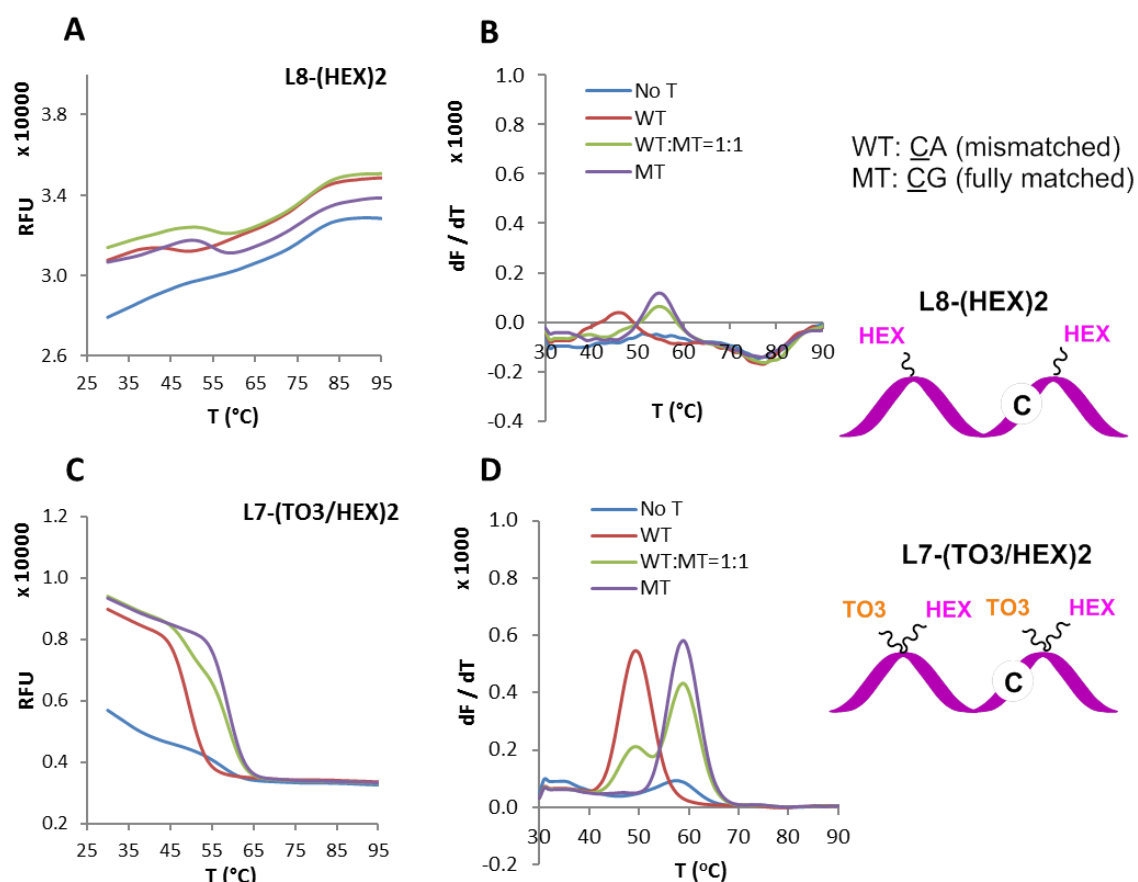 A
L8-(HEX)2
x 10000
RFU
3.8
3.4
3.0
2.6
25 35 45 55 65 75 85 95
T (°C)
B
x 1000
dF / dT
1.0
0.8
0.6
0.4
0.2
0.0
-0.2
-0.4
30 40 50 60 70 80 90
T (°C)
No T
WT
WT:MT=1:1
MT
WT: CA (mismatched)
MT: CG (fully matched)
L8-(HEX)2
HEX
HEX
C
C
L7-(TO3/HEX)2
x 10000
RFU
1.2
1.0
0.8
0.6
0.4
0.2
25 35 45 55 65 75 85 95
T (°C)
D
x 1000
dF / dT
1.0
0.8
0.6
0.4
0.2
0.0
-0.2
30 40 50 60 70 80 90
T (°C)
No T
WT
WT:MT=1:1
MT
L7-(TO3/HEX)2
TO3 HEX TO3 HEX
C